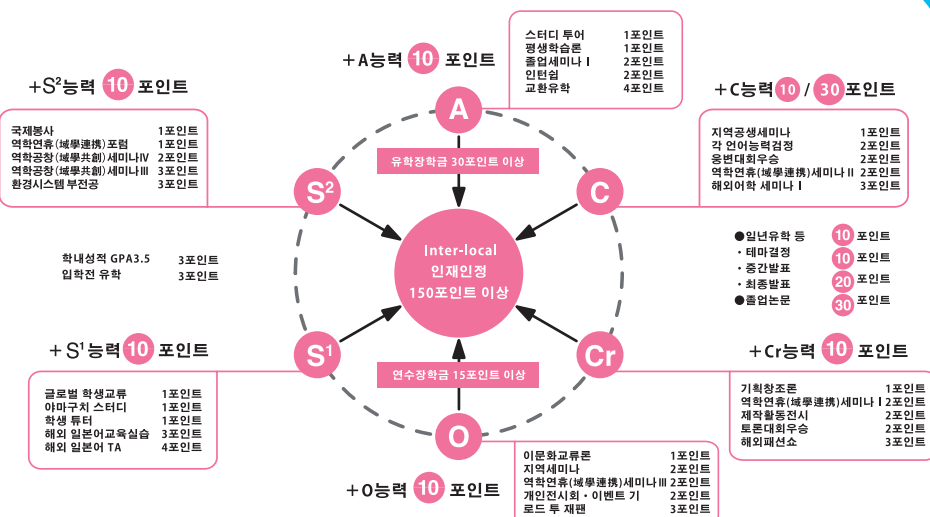 +A능력 10 포인트
스터디 투어 1포인트
평생학습론 1포인트
졸업세미나 I 2포인트
인턴쉽 2포인트
교환유학 4포인트
+S²능력 10 포인트
국제봉사 1포인트
역학연휴(域學連携)포럼 1포인트
역학공창(域學共創)세미나IV 2포인트
역학공창(域學共創)세미나III 3포인트
환경시스템 부전공 3포인트
+C능력 10 / 30 포인트
지역공생세미나 1포인트
각 언어능력검정 2포인트
웅변대회우승 2포인트
역학연휴(域學連携)세미나 II 2포인트
해외어학 세미나 I 3포인트
A
유학장학금 30포인트 이상
S²
C
Inter-local
인재인정
150포인트 이상
학내성적 GPA3.5 3포인트
입학전 유학 3포인트
●일년유학 등 10 포인트
・테마결정 10 포인트
・중간발표 20 포인트
・최종발표
●졸업논문 30 포인트
S¹
Cr
연수장학금 15포인트 이상
O
+S¹능력 10 포인트
글로벌 학생교류 1포인트
야마구치 스터디 1포인트
학생 튜터 1포인트
해외 일본어교육실습 3포인트
해외 일본어 TA 4포인트
+Cr능력 10 포인트
기획창조론 1포인트
역학연휴(域學連携)세미나 I 2포인트
제작활동전시 2포인트
토론대회우승 2포인트
해외패션쇼 3포인트
+O능력 10 포인트
이문화교류론 1포인트
지역세미나 2포인트
역학연휴(域學連携)세미나 III 2포인트
개인전시회・이벤트 기 2포인트
로드 투 재팬 3포인트